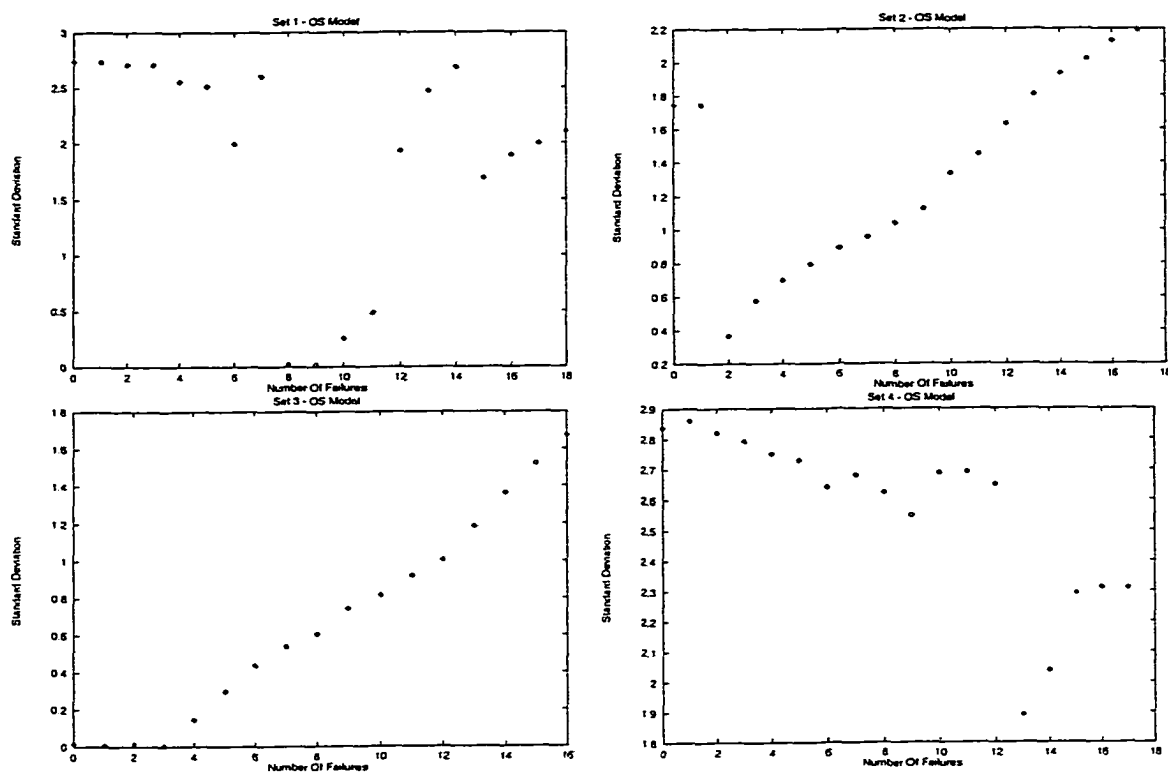 Set 1 - OS Model
3
2.5
2
1.5
1
0.5
0
0 2 4 6 8 10 12 14 16 18
Standard Deviation
Number Of Failures
Set 2 - OS Model
2.2
2
1.8
1.6
1.4
1.2
1
0.8
0.6
0.4
0.2
0 2 4 6 8 10 12 14 16 18
Standard Deviation
Number Of Failures
Set 3 - OS Model
1.8
1.6
1.4
1.2
1
0.8
0.6
0.4
0.2
0
0 2 4 6 8 10 12 14 16
Standard Deviation
Number Of Failures
Set 4 - OS Model
2.9
2.8
2.7
2.6
2.5
2.4
2.3
2.2
2.1
2
1.9
1.8
0 2 4 6 8 10 12 14 16 18
Standard Deviation
Number Of Failures